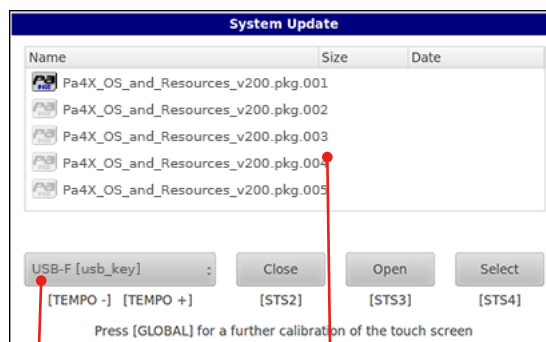 System Update
Name Size Date
Pa4X_OS_and_Resources_v200.pkg.001
Pa4X_OS_and_Resources_v200.pkg.002
Pa4X_OS_and_Resources_v200.pkg.003
Pa4X_OS_and_Resources_v200.pkg.004
Pa4X_OS_and_Resources_v200.pkg.005
USB-F [usb_key] : Close Open Select
[TEMPO -] [TEMPO +] [STS2] [STS3] [STS4]
Press [GLOBAL] for a further calibration of the touch screen